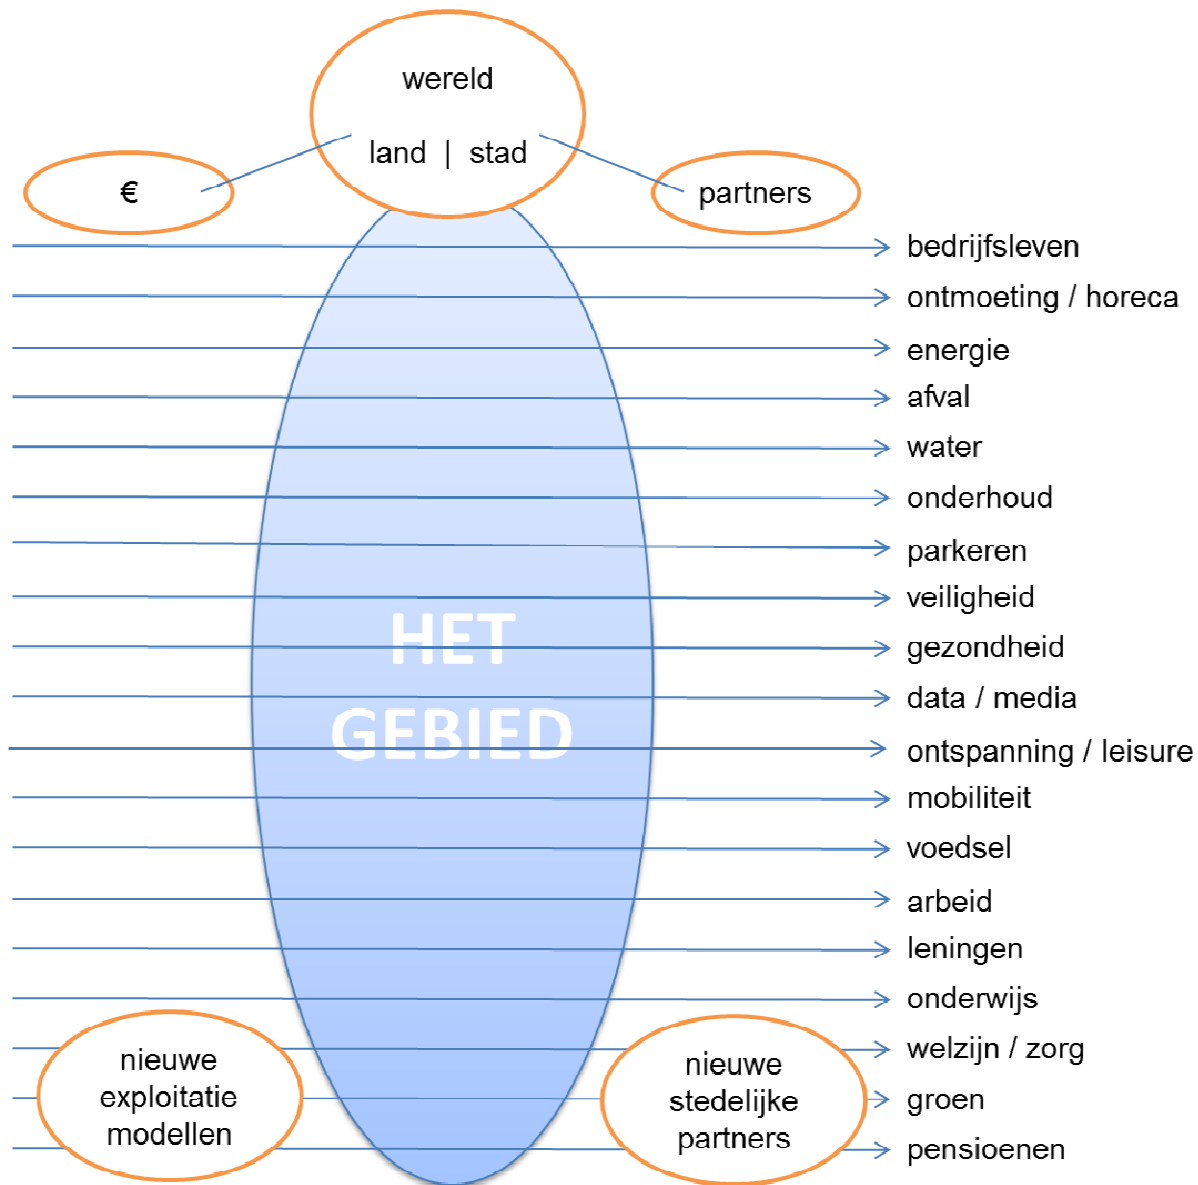 wereld
land | stad
€
partners
bedrijfsleven
ontmoeting / horeca
energie
afval
water
onderhoud
parkeren
veiligheid
gezondheid
data / media
ontspanning / leisure
mobiliteit
voedsel
arbeid
leningen
onderwijs
welzijn / zorg
groen
pensioenen
HET
GEBIED
nieuwe
exploitatie
modellen
nieuwe
stedelijke
partners